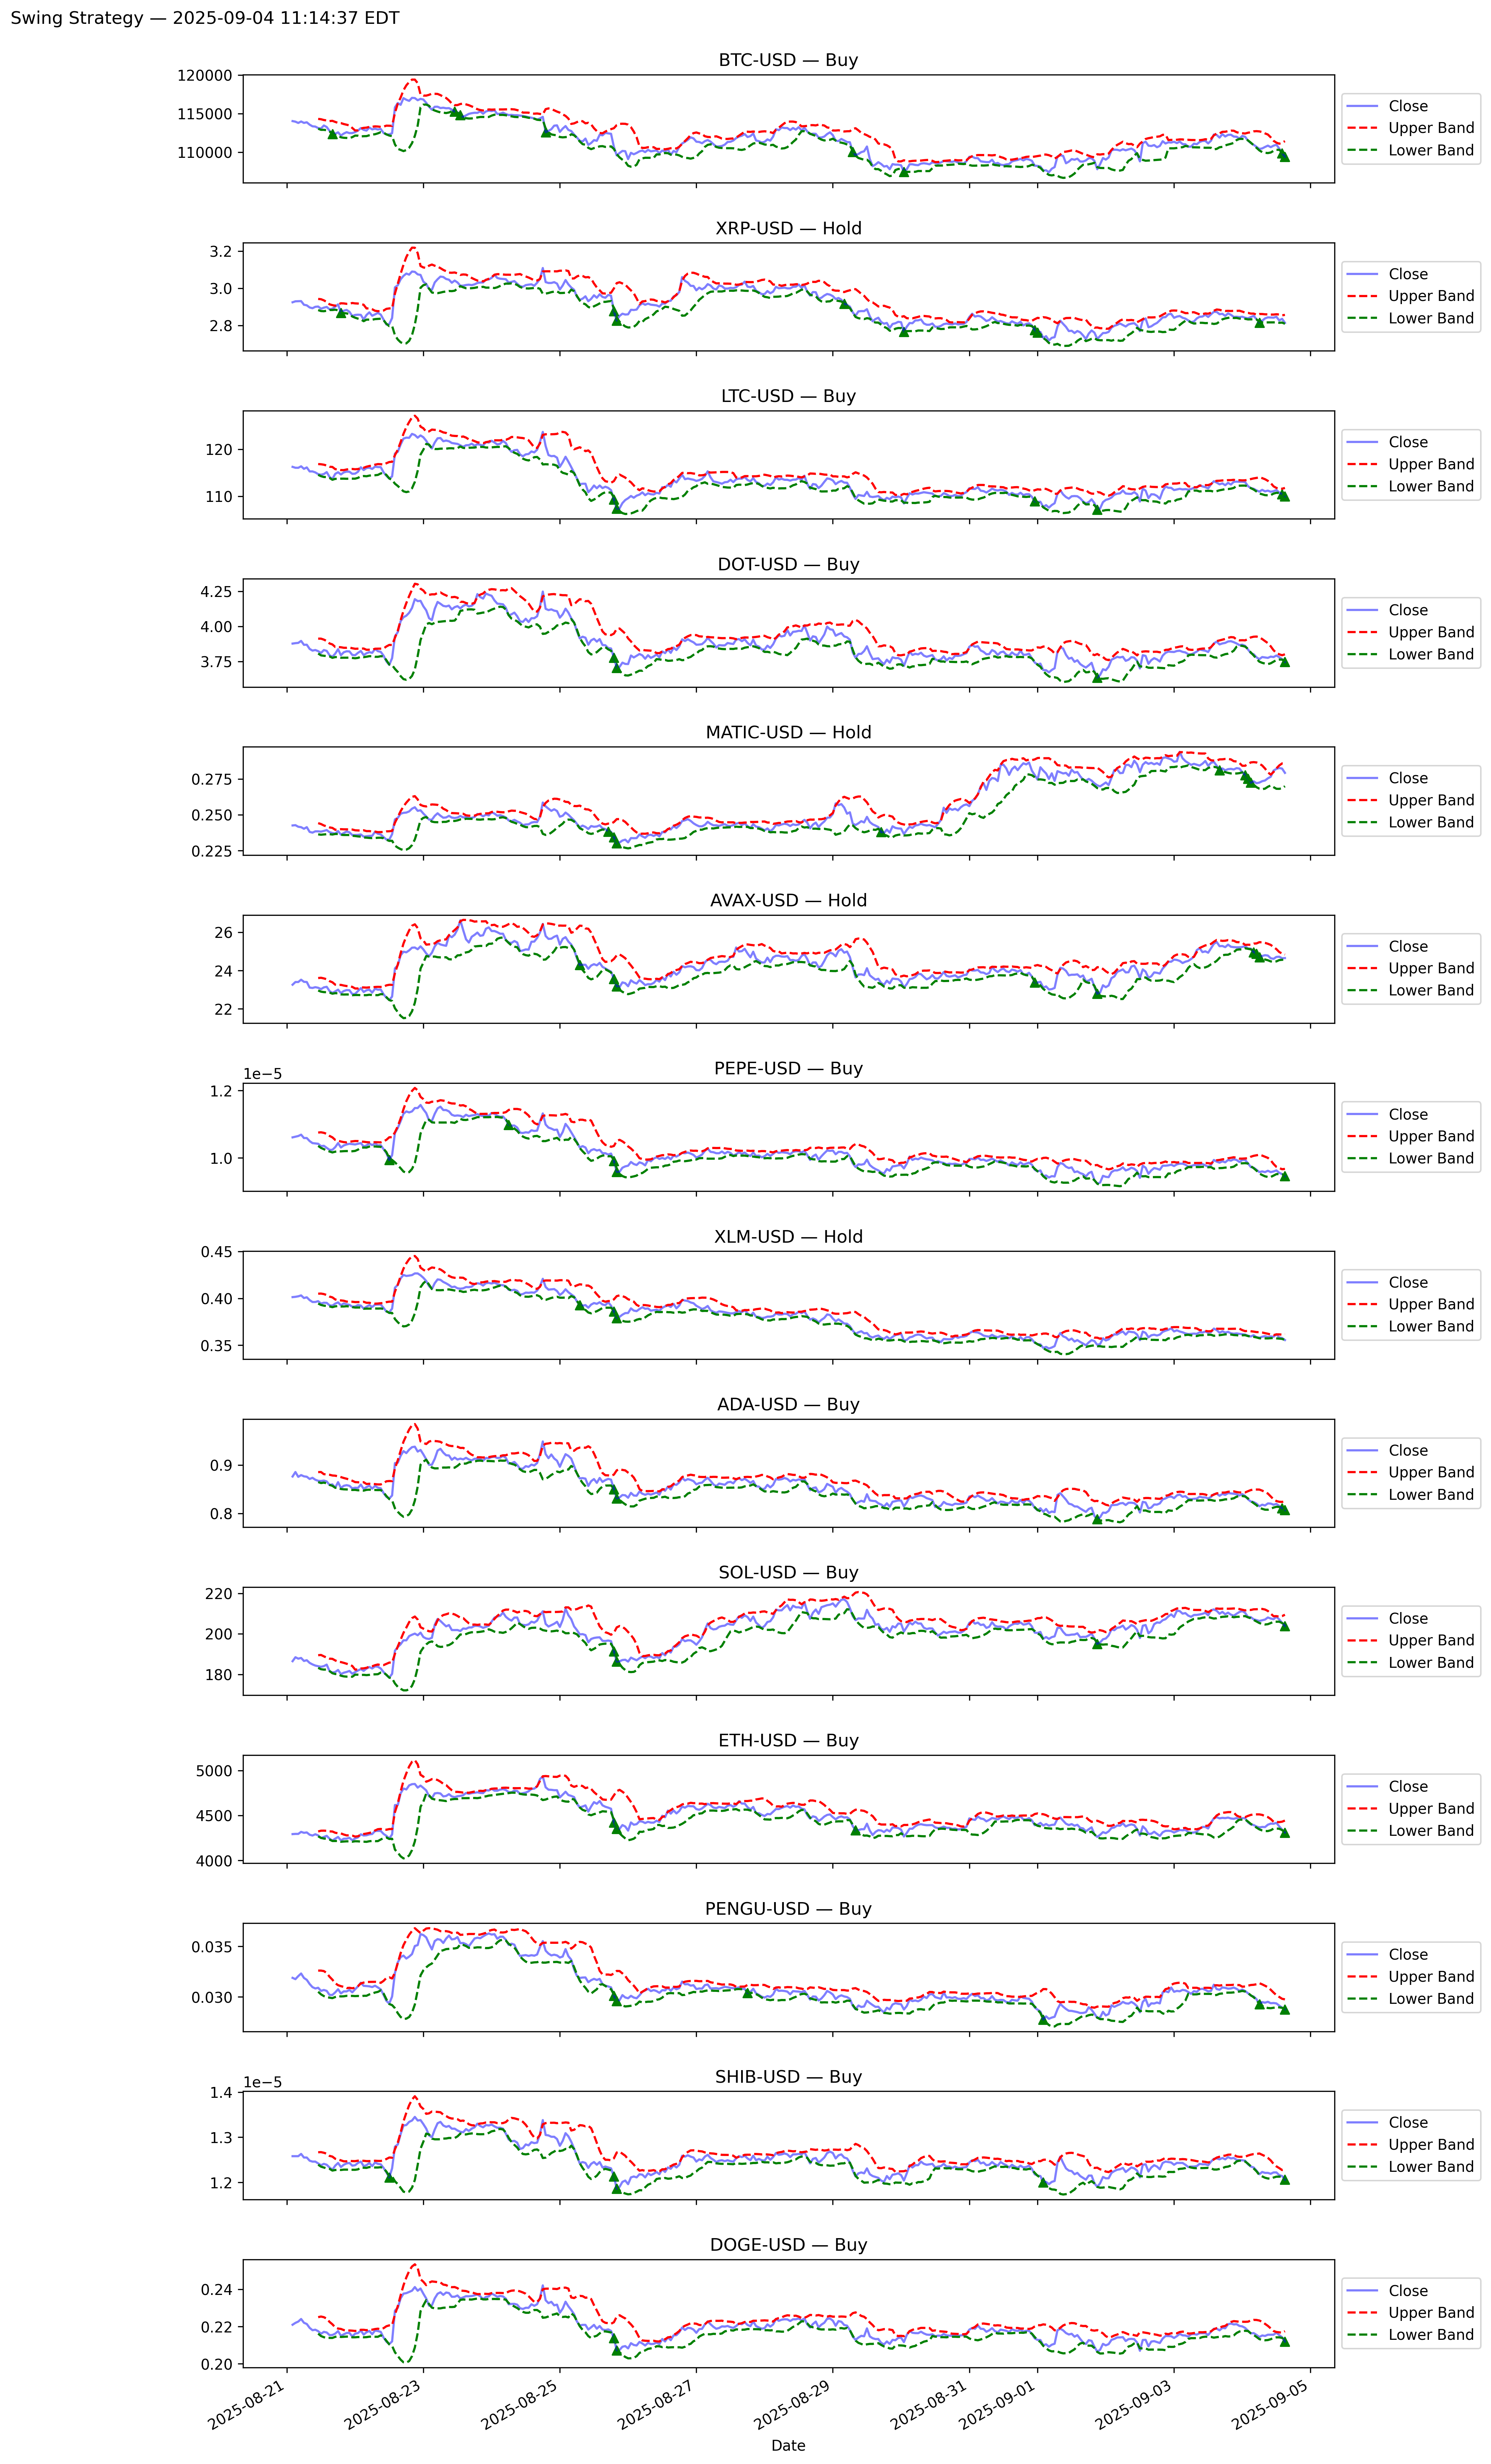 Swing Strategy — 2025-09-04 11:14:37 EDT
BTC-USD — Buy
120000
115000
110000
Close
Upper Band
Lower Band
XRP-USD — Hold
3.2
3.0
2.8
Close
Upper Band
Lower Band
LTC-USD — Buy
120
110
Close
Upper Band
Lower Band
DOT-USD — Buy
4.25
4.00
3.75
Close
Upper Band
Lower Band
MATIC-USD — Hold
0.275
0.250
0.225
Close
Upper Band
Lower Band
AVAX-USD — Hold
26
24
22
Close
Upper Band
Lower Band
PEPE-USD — Buy
1e−5
1.2
1.0
Close
Upper Band
Lower Band
XLM-USD — Hold
0.45
0.40
0.35
Close
Upper Band
Lower Band
ADA-USD — Buy
0.9
0.8
Close
Upper Band
Lower Band
SOL-USD — Buy
220
200
180
Close
Upper Band
Lower Band
ETH-USD — Buy
5000
4500
4000
Close
Upper Band
Lower Band
PENGU-USD — Buy
0.035
0.030
Close
Upper Band
Lower Band
SHIB-USD — Buy
1e−5
1.4
1.3
1.2
Close
Upper Band
Lower Band
DOGE-USD — Buy
0.24
0.22
0.20
Close
Upper Band
Lower Band
2025-08-21
2025-08-23
2025-08-25
2025-08-27
2025-08-29
2025-08-31
2025-09-01
2025-09-03
2025-09-05
Date